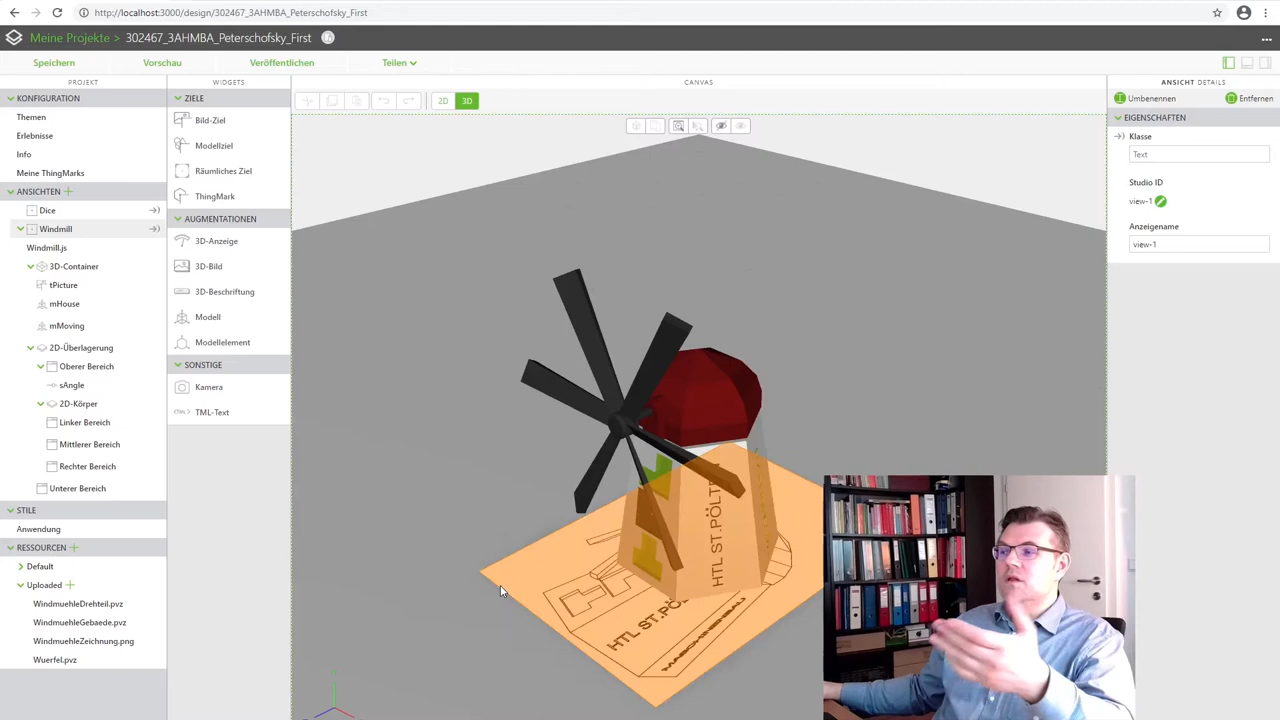 http://localhost:3000/design/302467_3AHMBA_Peterschofsky_First
Meine Projekte > 302467_3AHMBA_Peterschofsky_First
Speichern
Vorschau
Veröffentlichen
Teilen
PROJEKT
WIDGETS
CANVAS
ANSICHT DETAILS
KONFIGURATION
Themen
Erlebnisse
Info
Meine ThingMarks
ANSICHTEN
Dice
Windmill
Windmill.js
3D-Container
tPicture
mHouse
mMoving
2D-Überlagerung
Oberer Bereich
sAngle
2D-Körper
Linker Bereich
Mittlerer Bereich
Rechter Bereich
Unterer Bereich
STILE
Anwendung
RESSOURCEN
Default
Uploaded
WindmuehleDrehteil.pvz
WindmuehleGebaede.pvz
WindmuehleZeichnung.png
Wuerfel.pvz
ZIELE
Bild-Ziel
Modellziel
Räumliches Ziel
ThingMark
AUGMENTATIONEN
3D-Anzeige
3D-Bild
3D-Beschriftung
Modell
Modellelement
SONSTIGE
Kamera
TML-Text
2D
3D
HTL ST.PÖLTEN
HTL ST.PÖL
MASCHINENBAU
Umbenennen
Entfernen
EIGENSCHAFTEN
Klasse
Text
Studio ID
view-1
Anzeigename
view-1